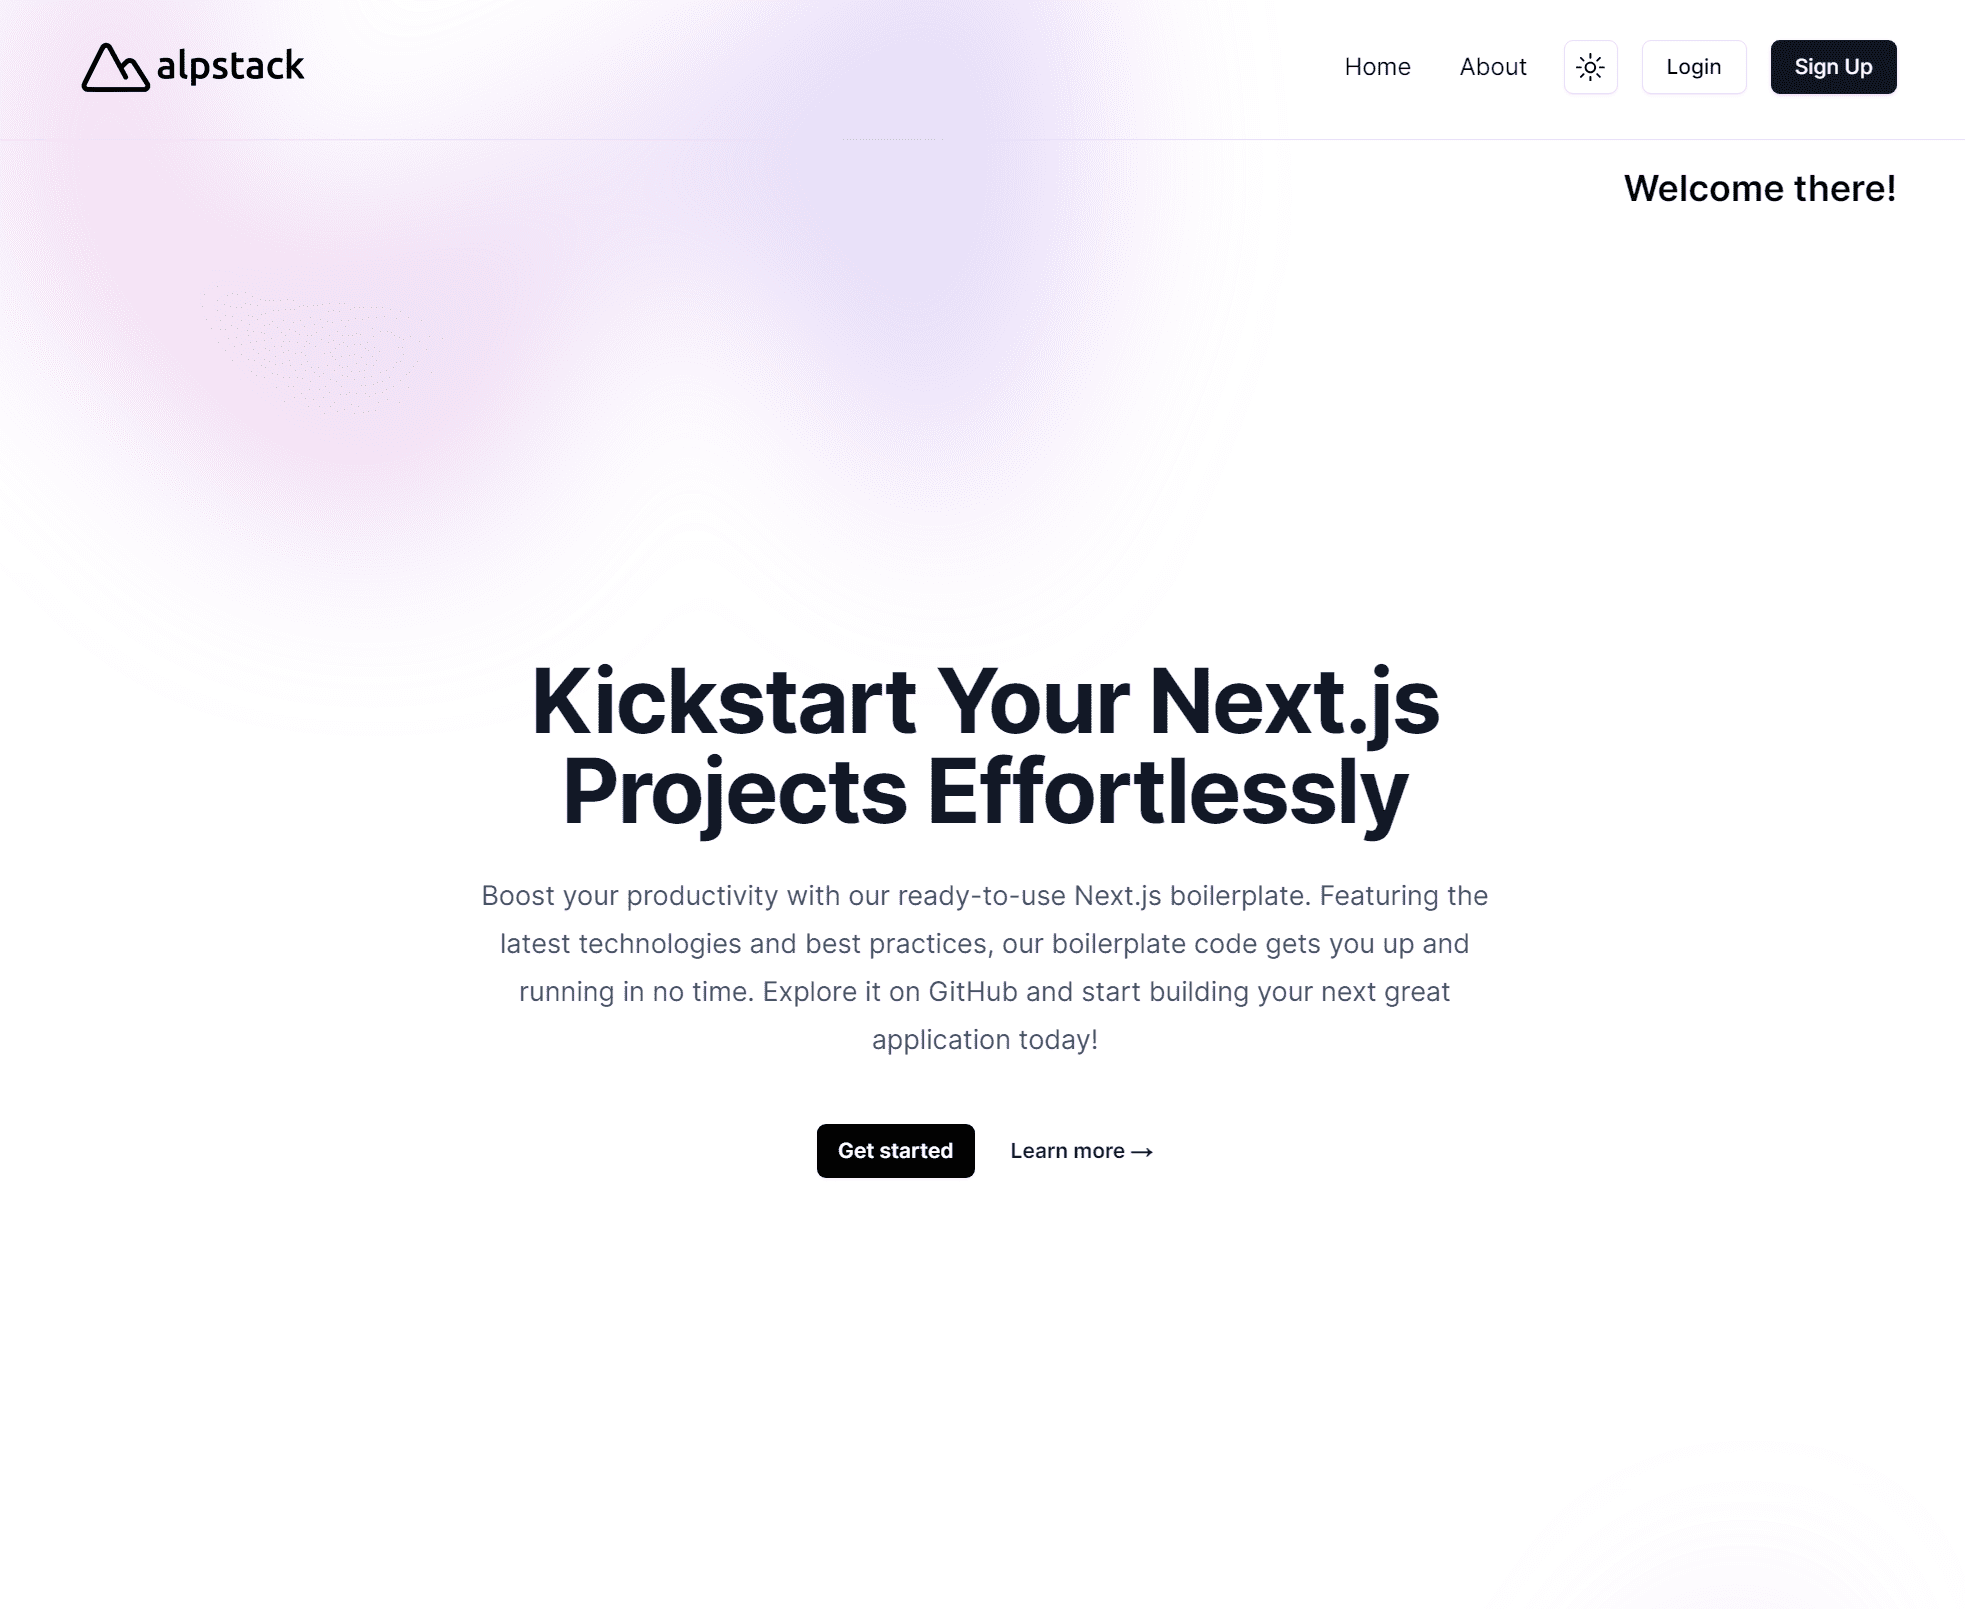 alpstack
Home
About
Login
Sign Up
Welcome there!
Kickstart Your Next.js
Projects Effortlessly
Boost your productivity with our ready-to-use Next.js boilerplate. Featuring the
latest technologies and best practices, our boilerplate code gets you up and
running in no time. Explore it on GitHub and start building your next great
application today!
Get started
Learn more →